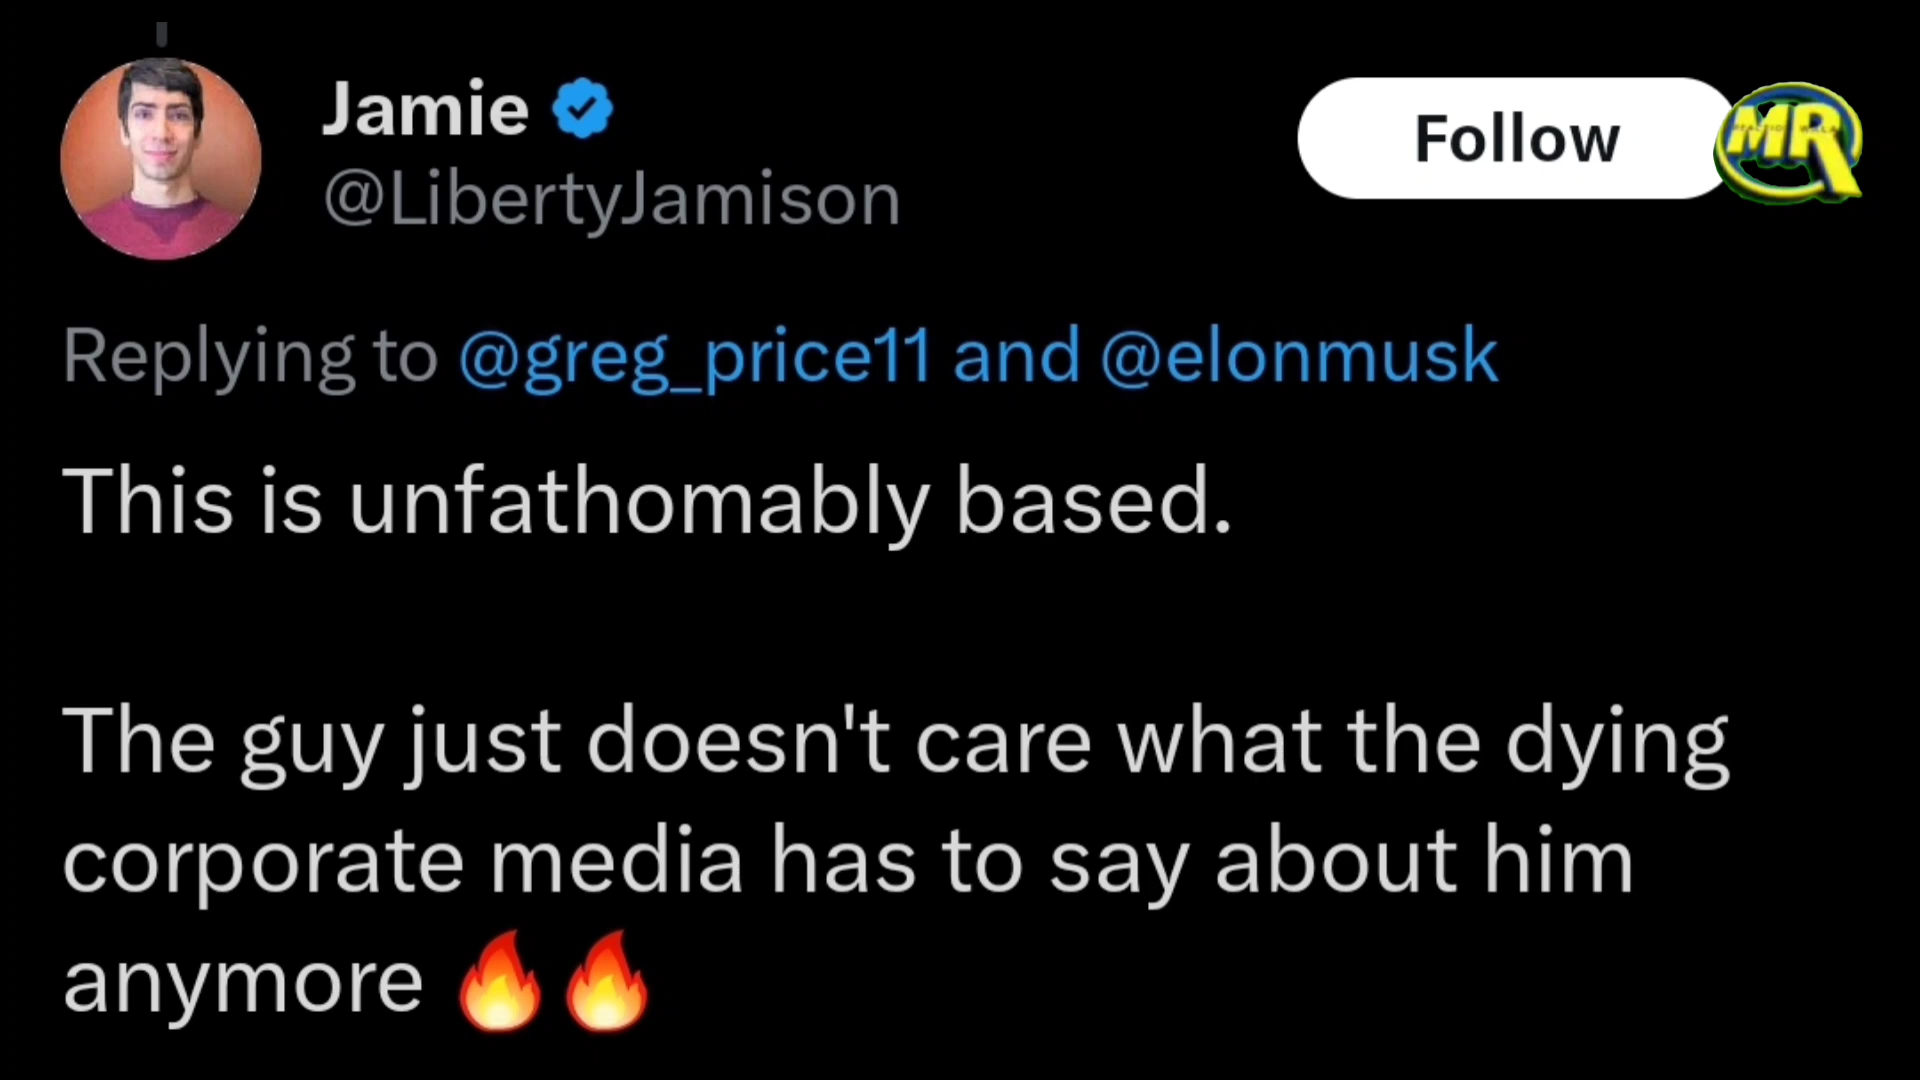 Jamie
@LibertyJamison
Follow
MR
Replying to @greg_price11 and @elonmusk
This is unfathomably based.
The guy just doesn't care what the dying
corporate media has to say about him
anymore 🔥🔥